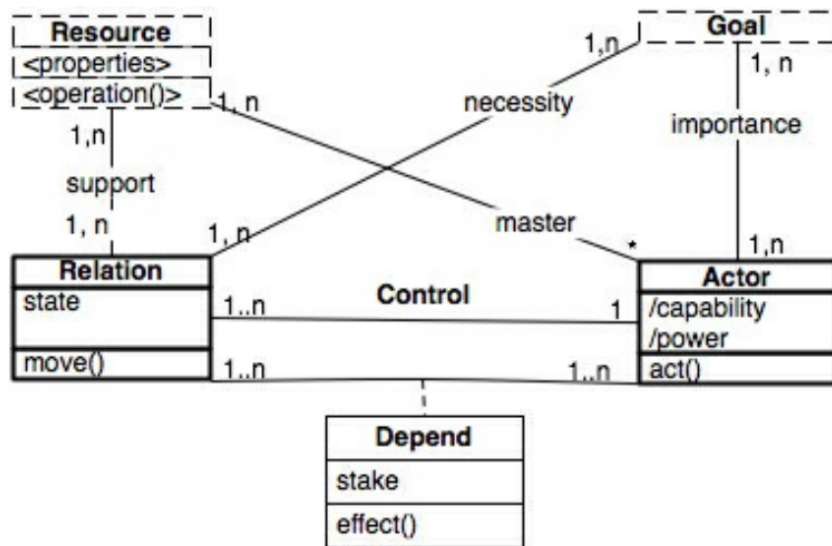 Resource
<properties>
<operation()>
Goal
1,n
1, n
1, n
necessity
importance
1,n
support
1, n
1, n
master
*
1,n
Relation
state
move()
Control
1..n
1
Actor
/capability
/power
act()
1..n
1..n
Depend
stake
effect()